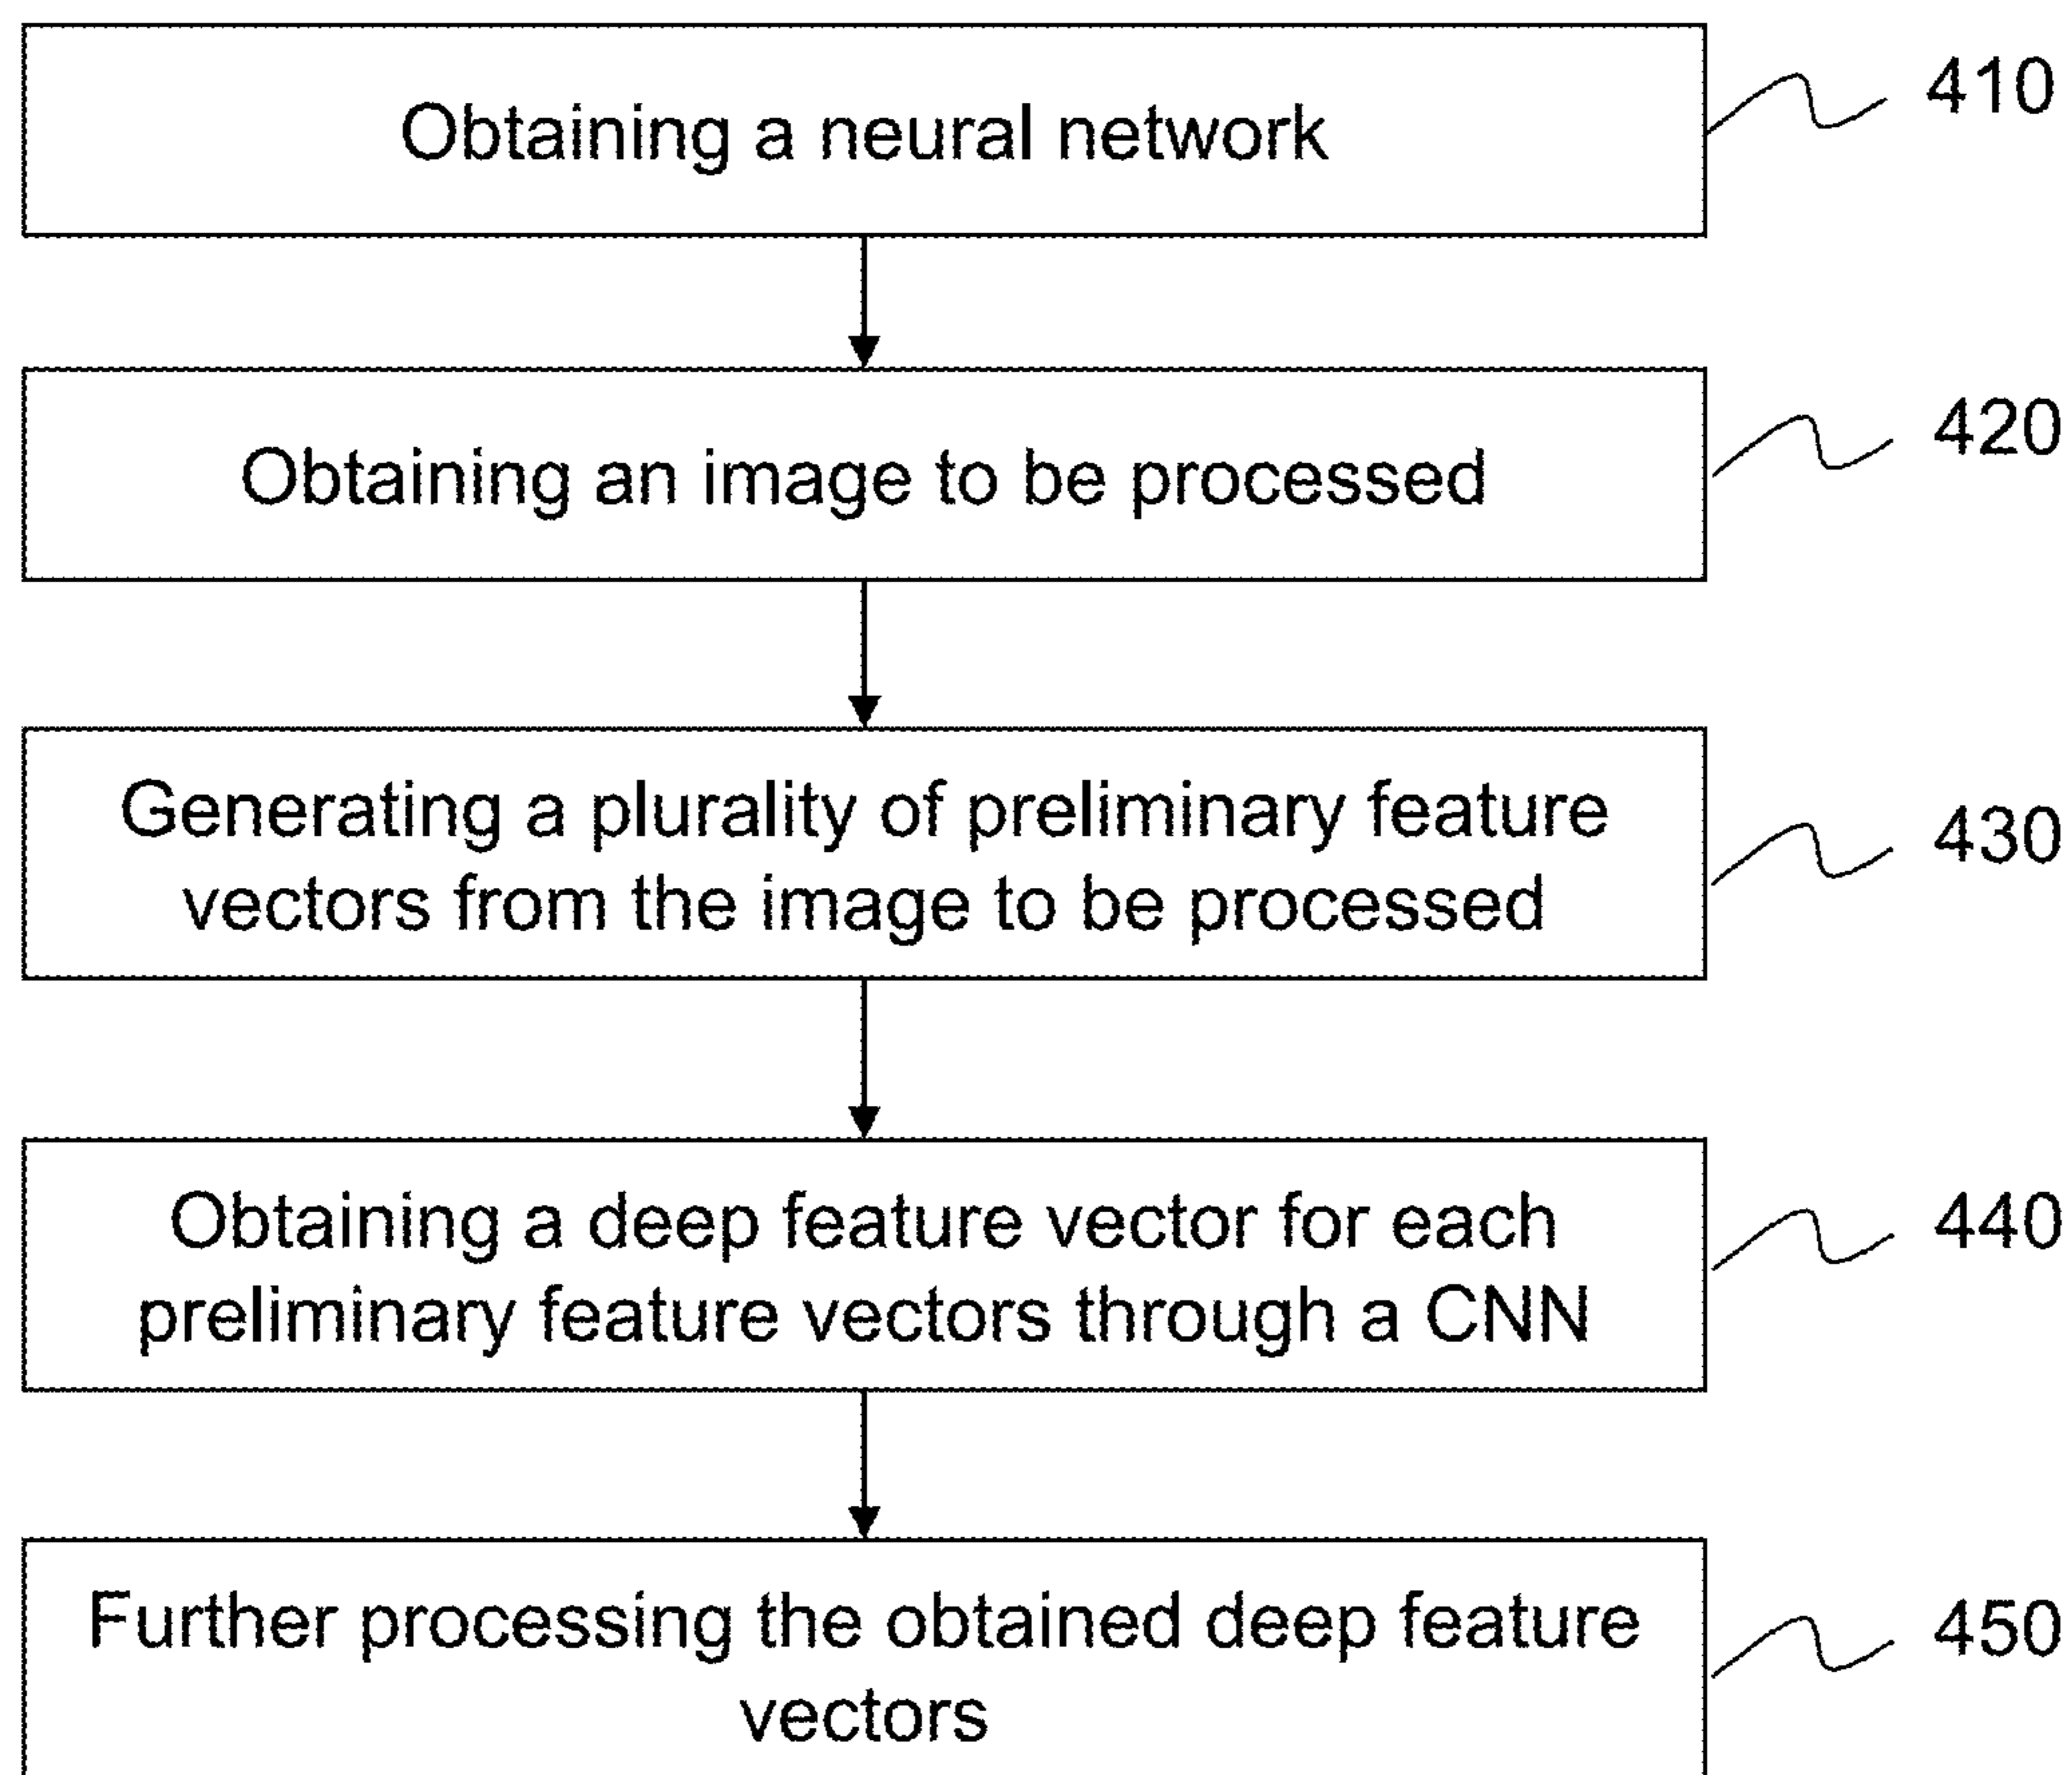 Obtaining a neural network
410
Obtaining an image to be processed
420
Generating a plurality of preliminary feature
vectors from the image to be processed
430
Obtaining a deep feature vector for each
preliminary feature vectors through a CNN
440
Further processing the obtained deep feature
vectors
450